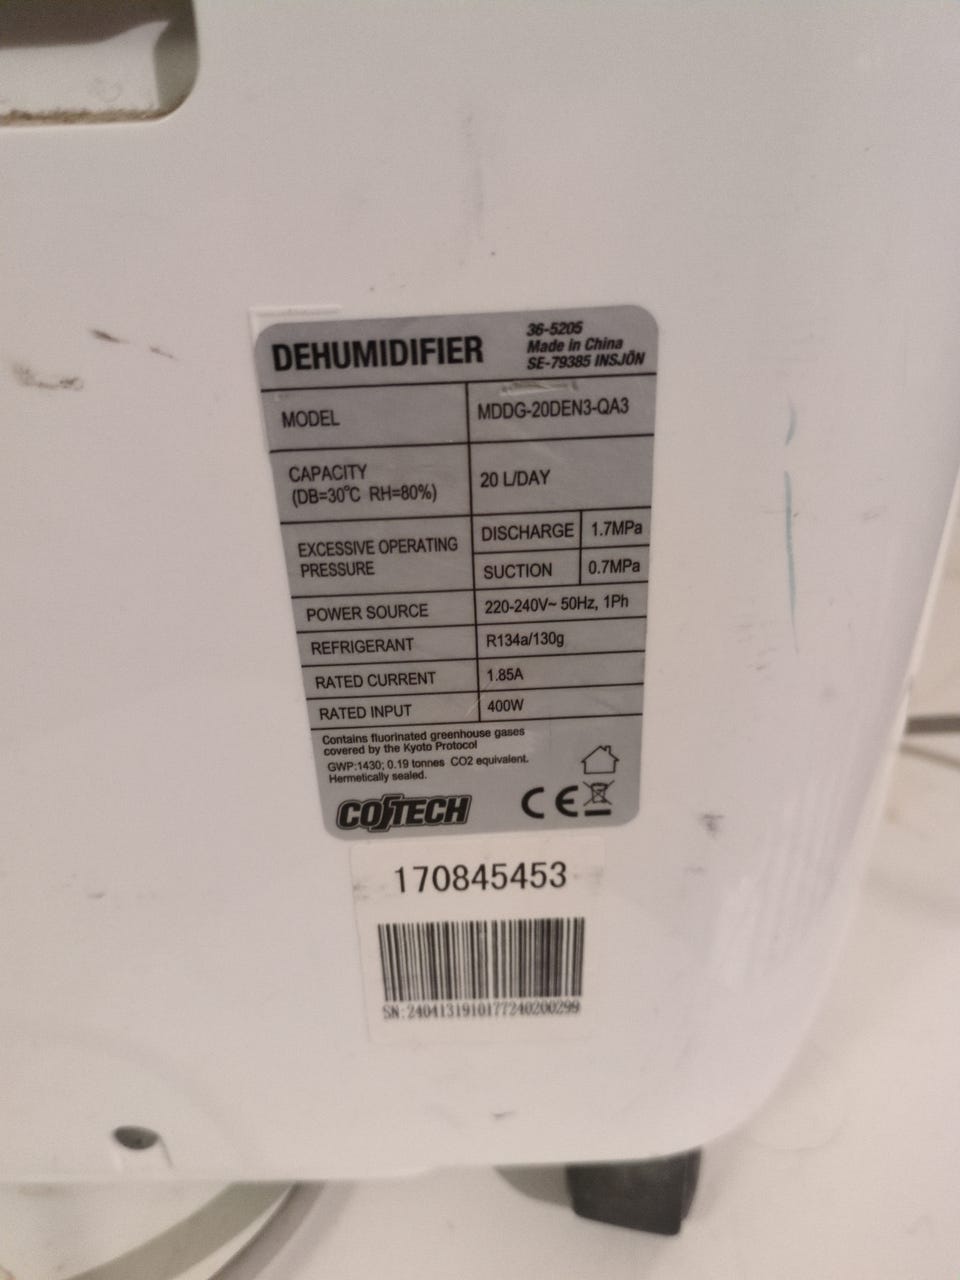 DEHUMIDIFIER
36-5205
Made in China
SE-79385 INSJÖN
MODEL MDDG-20DEN3-QA3
CAPACITY
(DB=30℃ RH=80%) 20 L/DAY
EXCESSIVE OPERATING
PRESSURE
DISCHARGE 1.7MPa
SUCTION 0.7MPa
POWER SOURCE 220-240V~ 50Hz, 1Ph
REFRIGERANT R134a/130g
RATED CURRENT 1.85A
RATED INPUT 400W
Contains fluorinated greenhouse gases
covered by the Kyoto Protocol
GWP:1430; 0.19 tonnes CO2 equivalent.
Hermetically sealed.
COTECH CE
170845453
SN:2404131910177240200299